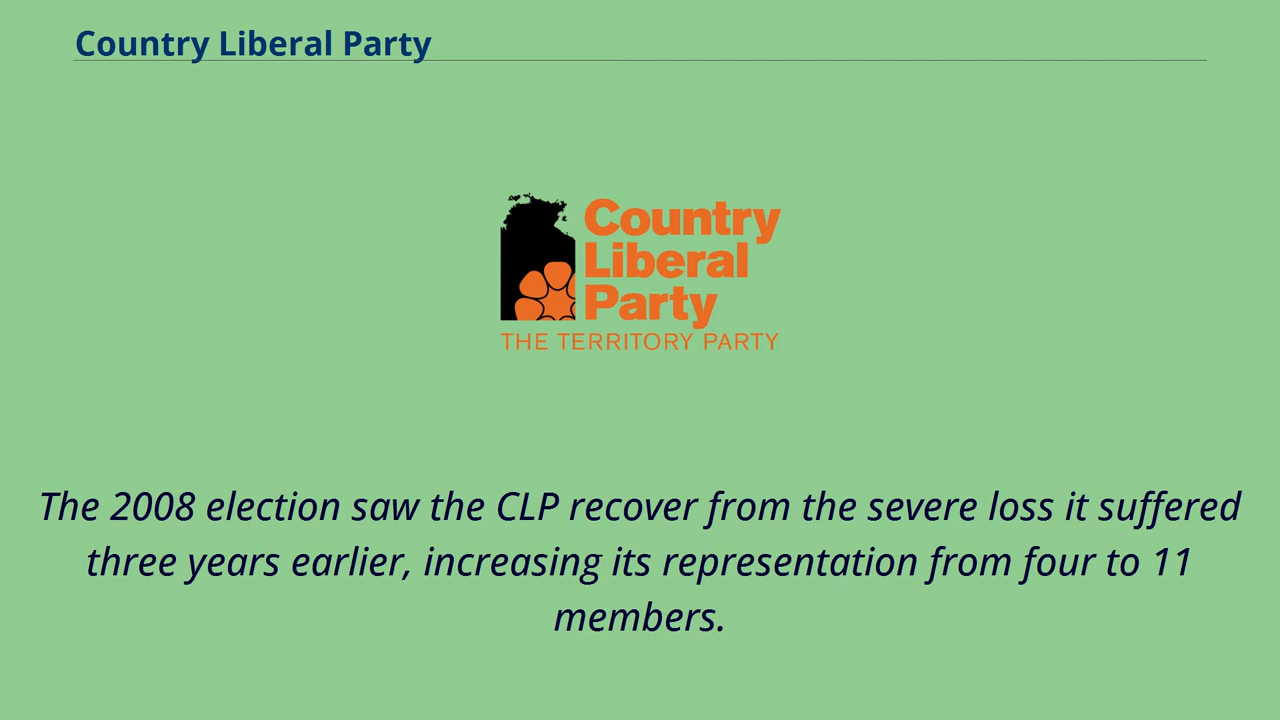 Country Liberal Party
Country
Liberal
Party
THE TERRITORY PARTY
The 2008 election saw the CLP recover from the severe loss it suffered
three years earlier, increasing its representation from four to 11
members.